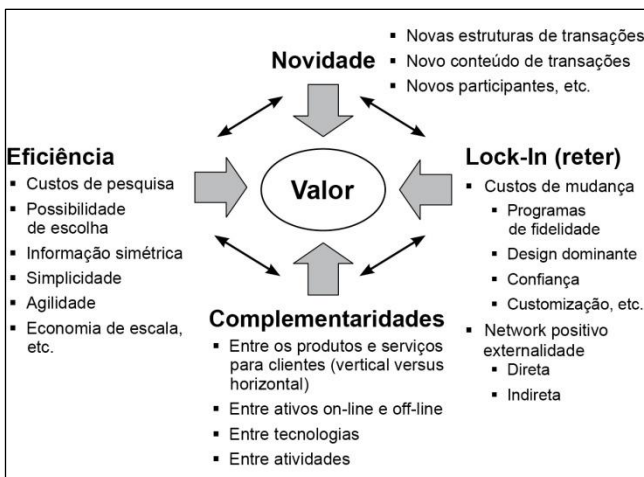 Novidade
▪ Novas estruturas de transações
▪ Novo conteúdo de transações
▪ Novos participantes, etc.
Eficiência
▪ Custos de pesquisa
▪ Possibilidade
de escolha
▪ Informação simétrica
▪ Simplicidade
▪ Agilidade
▪ Economia de escala,
etc.
Valor
Lock-In (reter)
▪ Custos de mudança
▪ Programas
de fidelidade
▪ Design dominante
▪ Confiança
▪ Customização, etc.
▪ Network positivo
externalidade
▪ Direta
▪ Indireta
Complementaridades
▪ Entre os produtos e serviços
para clientes (vertical versus
horizontal)
▪ Entre ativos on-line e off-line
▪ Entre tecnologias
▪ Entre atividades